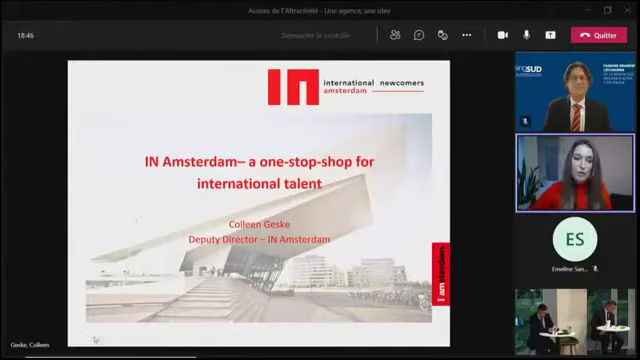 Assises de l'Attractivité - Une agence, une idée
18:46
Demander le contrôle
Quitter
IN
international newcomers
amsterdam
IN Amsterdam– a one-stop-shop for
international talent
Colleen Geske
Deputy Director – IN Amsterdam
I amsterdam.
Geske, Colleen
risingSUD
ES
Emeline San...